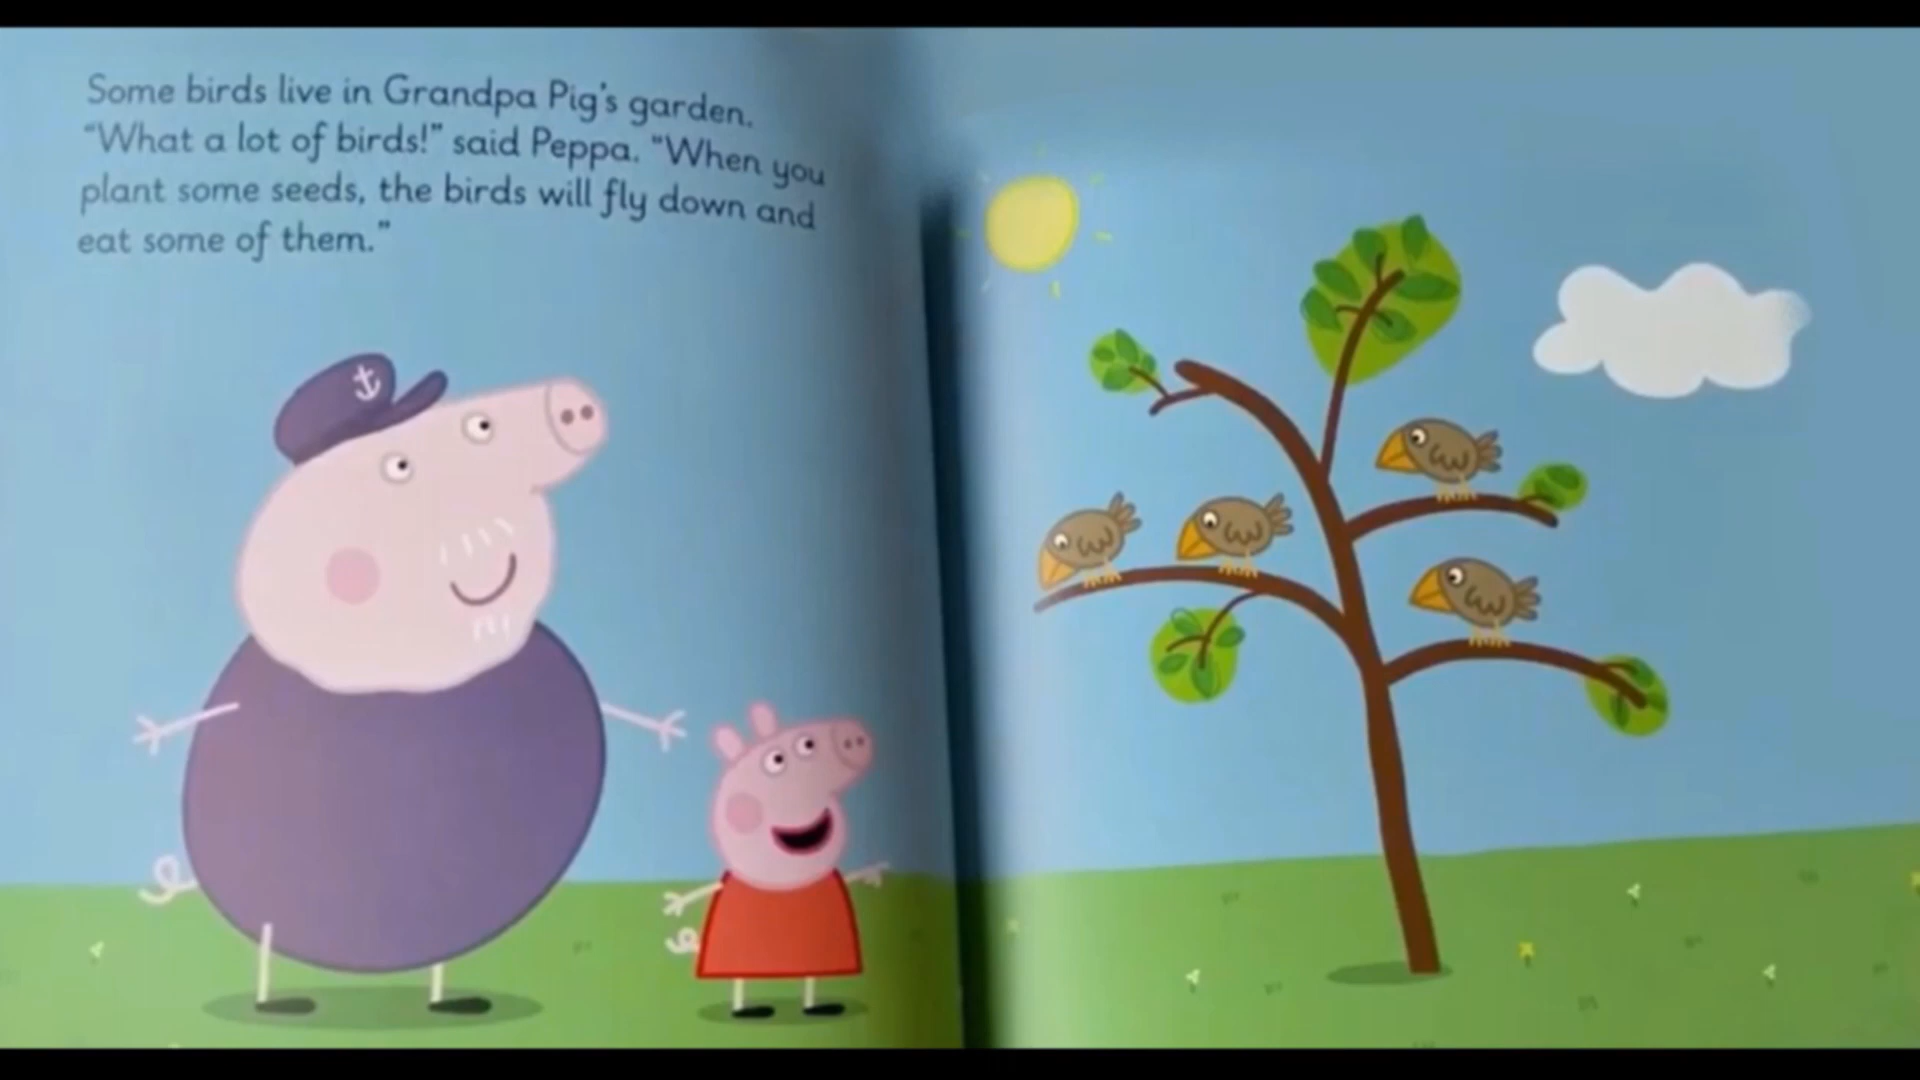 Some birds live in Grandpa Pig's garden.
"What a lot of birds!" said Peppa. "When you
plant some seeds, the birds will fly down and
eat some of them."